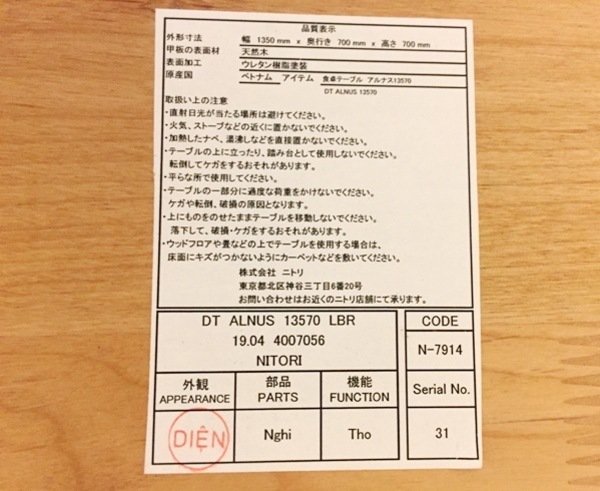 品質表示
外形寸法 幅 1350 mm x 奥行き 700 mm x 高さ 700 mm
甲板の表面材 天然木
表面加工 ウレタン樹脂塗装
原産国 ベトナム アイテム 食卓テーブル アルナス13570
DT ALNUS 13570
取扱い上の注意
・直射日光が当たる場所は避けてください。
・火気、ストーブなどの近くに置かないでください。
・加熱したナベ、湯沸しなどを直接置かないでください。
・テーブルの上に立ったり、踏み台として使用しないでください。
転倒してケガをするおそれがあります。
・平らな所で使用してください。
・テーブルの一部分に過度な荷重をかけないでください。
ケガや転倒、破損の原因となります。
・上にものをのせたままテーブルを移動しないでください。
落下して、破損・ケガをするおそれがあります。
・ウッドフロアや畳などの上でテーブルを使用する場合は、
床面にキズがつかないようにカーペットなどを敷いてください。
株式会社 ニトリ
東京都北区神谷三丁目6番20号
お問い合わせはお近くのニトリ店舗にて承ります。
DT ALNUS 13570 LBR
19.04 4007056
NITORI
CODE
N-7914
Serial No.
31
外観 部品 機能
APPEARANCE PARTS FUNCTION
DIỆN Nghi Tho